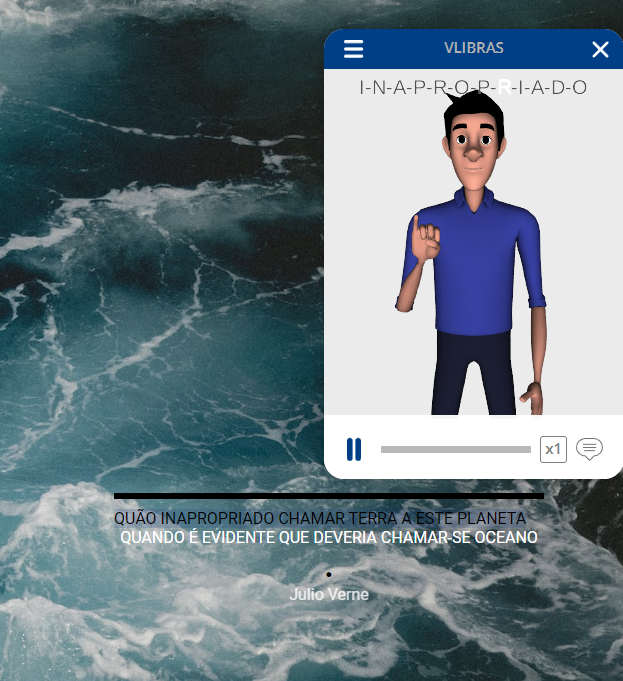 VLIBRAS
I-N-A-P-R-O-P-R-I-A-D-O
x1
QUÃO INAPROPRIADO CHAMAR TERRA A ESTE PLANETA
QUANDO É EVIDENTE QUE DEVERIA CHAMAR-SE OCEANO
Julio Verne